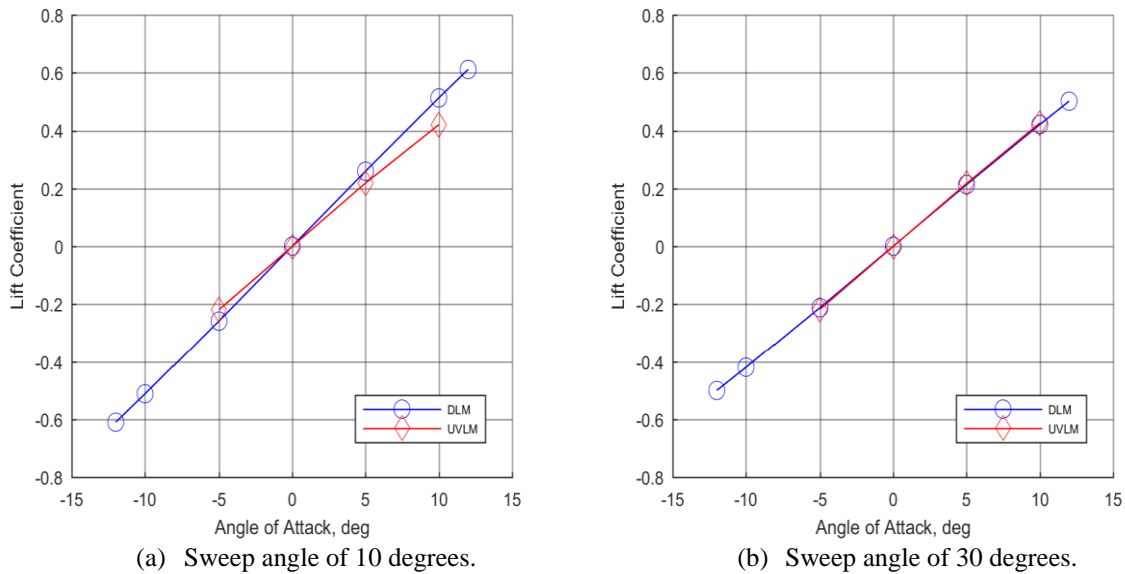 0.8
0.6
0.4
0.2
0
-0.2
-0.4
-0.6
-0.8
Lift Coefficient
DLM
UVLM
-15 -10 -5 0 5 10 15
Angle of Attack, deg
(a) Sweep angle of 10 degrees.
0.8
0.6
0.4
0.2
0
-0.2
-0.4
-0.6
-0.8
Lift Coefficient
DLM
UVLM
-15 -10 -5 0 5 10 15
Angle of Attack, deg
(b) Sweep angle of 30 degrees.